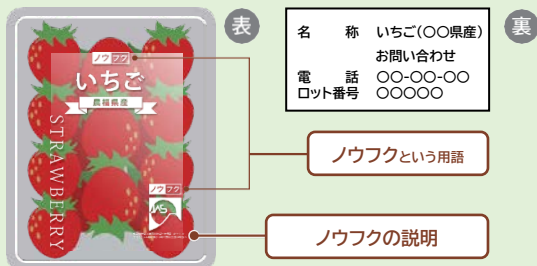 表
ノウフク
いちご
農福県産
STRAWBERRY
ノウフク
JAS
裏
名　称　いちご(〇〇県産)
お問い合わせ
電　話　〇〇-〇〇-〇〇
ロット番号　〇〇〇〇〇
ノウフクという用語
ノウフクの説明